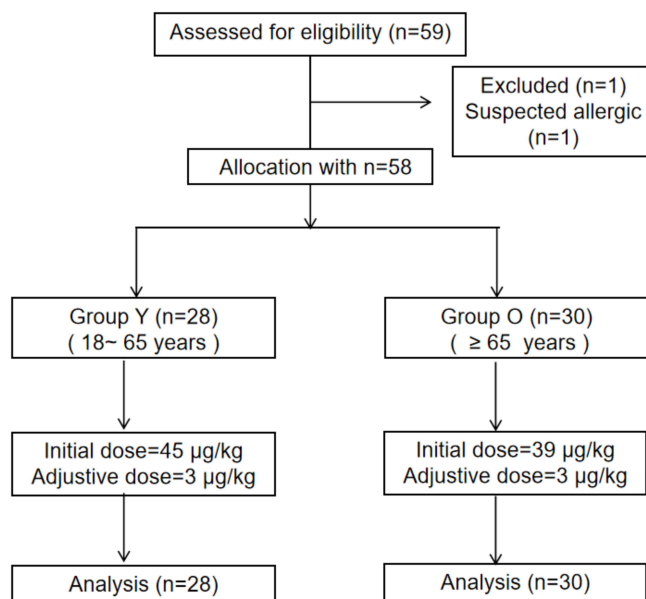 Assessed for eligibility (n=59)
Excluded (n=1)
Suspected allergic
(n=1)
Allocation with n=58
Group Y (n=28)
( 18~ 65 years )
Group O (n=30)
( ≥ 65 years )
Initial dose=45 µg/kg
Adjustive dose=3 µg/kg
Initial dose=39 µg/kg
Adjustive dose=3 µg/kg
Analysis (n=28)
Analysis (n=30)